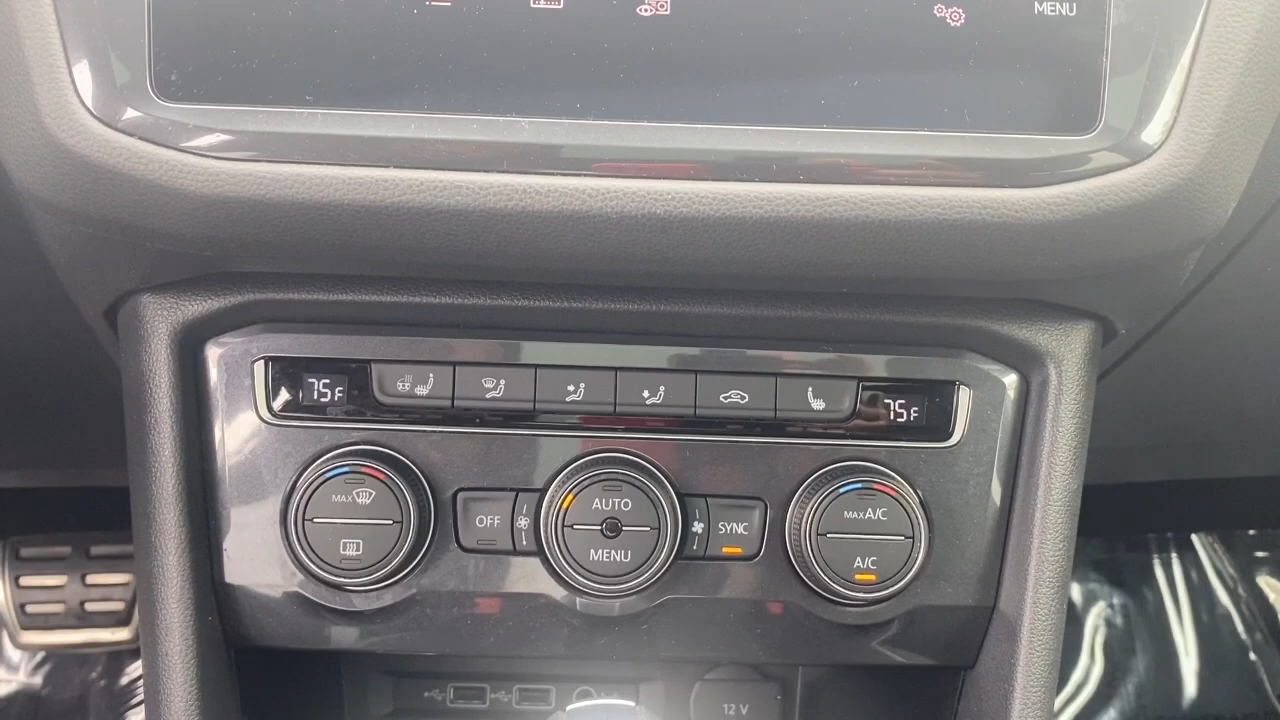 MENU
75F
75F
MAX
OFF
AUTO
MENU
SYNC
MAX A/C
A/C
12 V